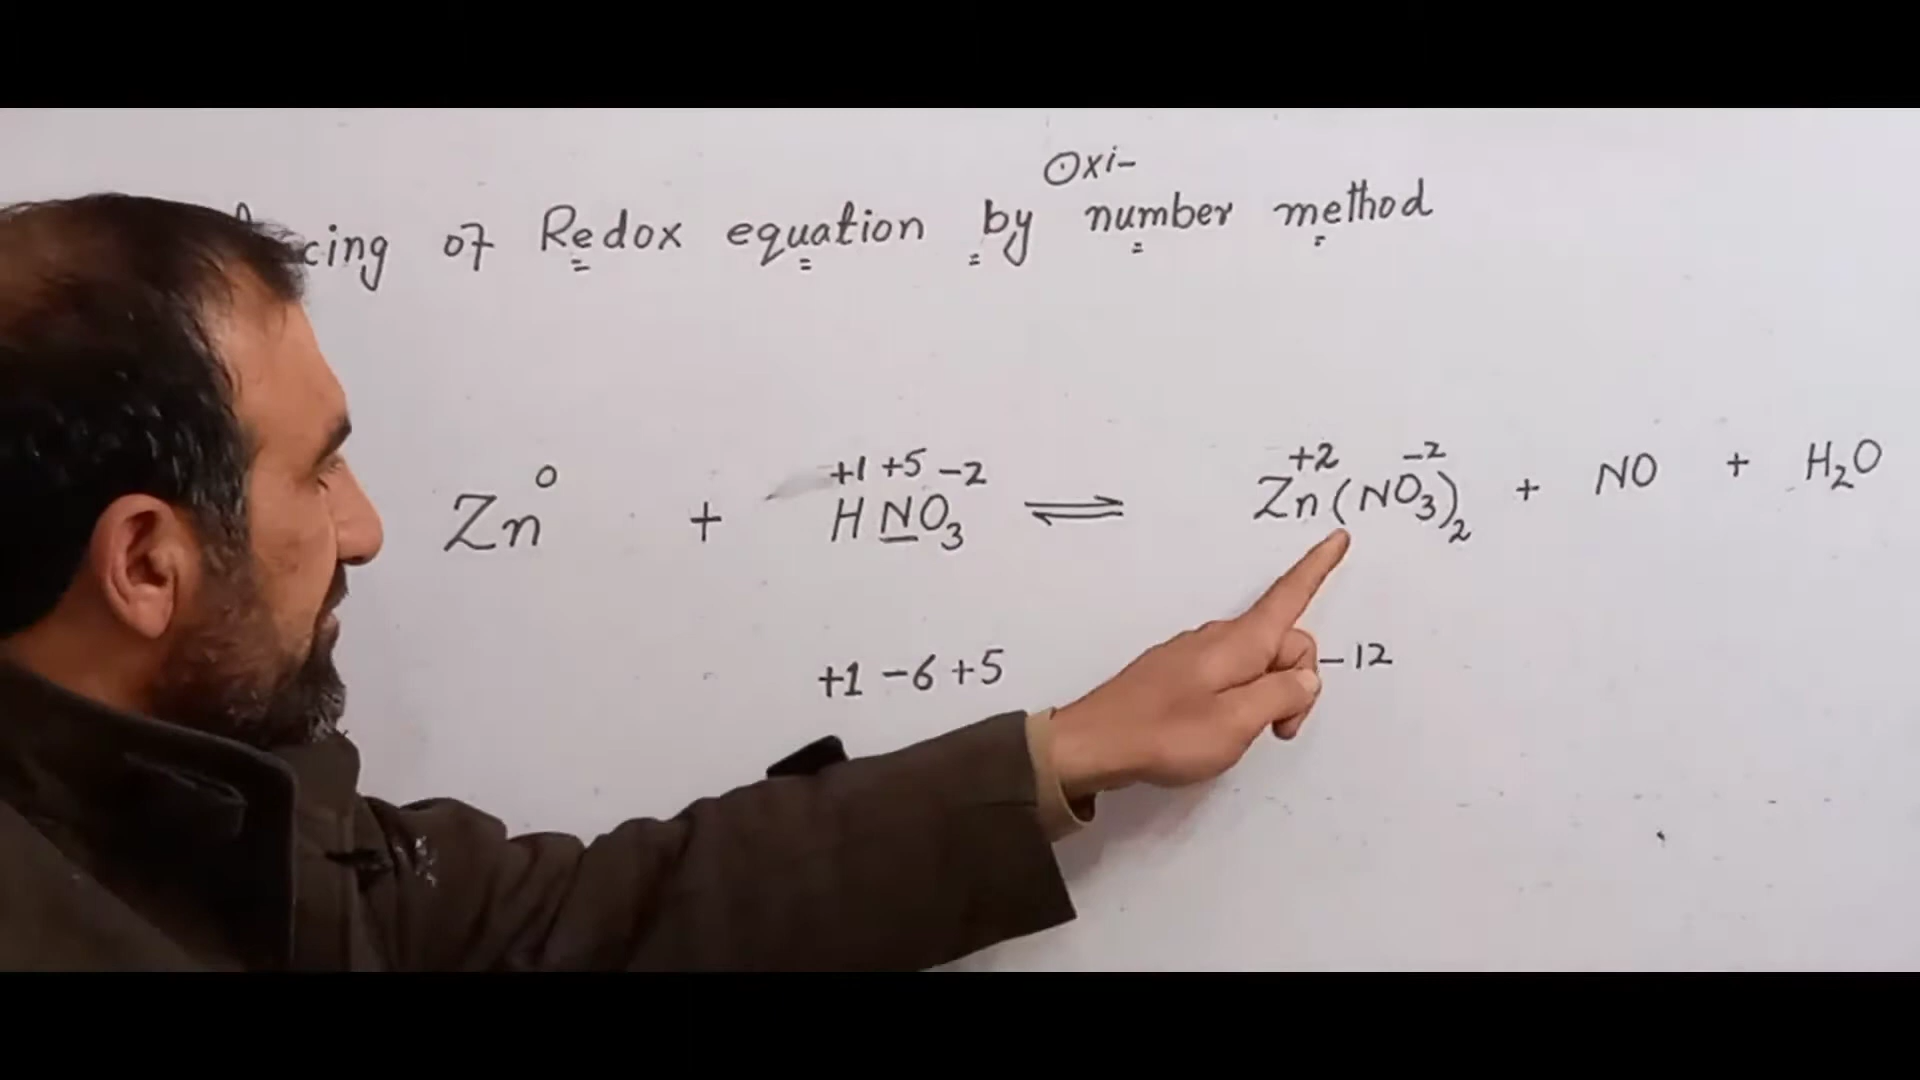 Oxi-
cing of Redox equation by number method
Zn⁰ + H⁺¹N⁺⁵O₃⁻² ⇌ Zn⁺²(NO₃⁻²)₂ + NO + H₂O
+1 -6 +5 -12